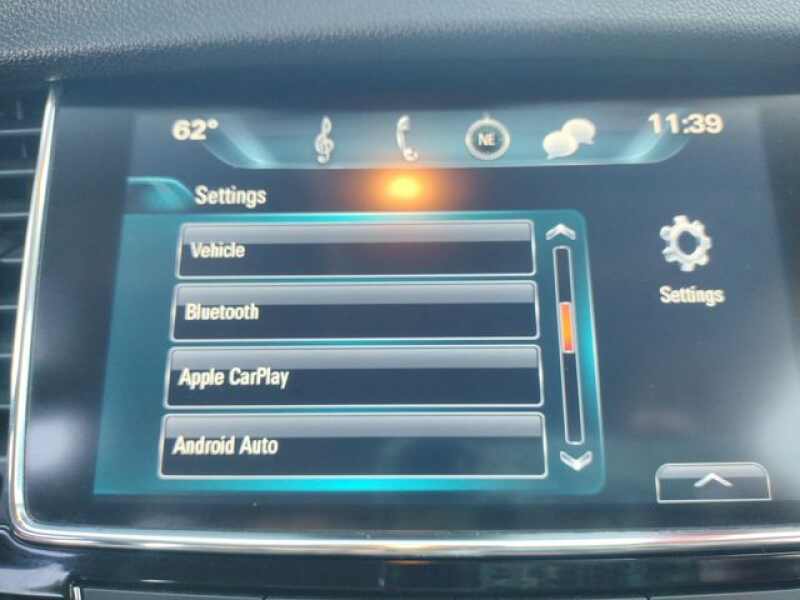 62°
NE
11:39
Settings
Vehicle
Bluetooth
Apple CarPlay
Android Auto
Settings